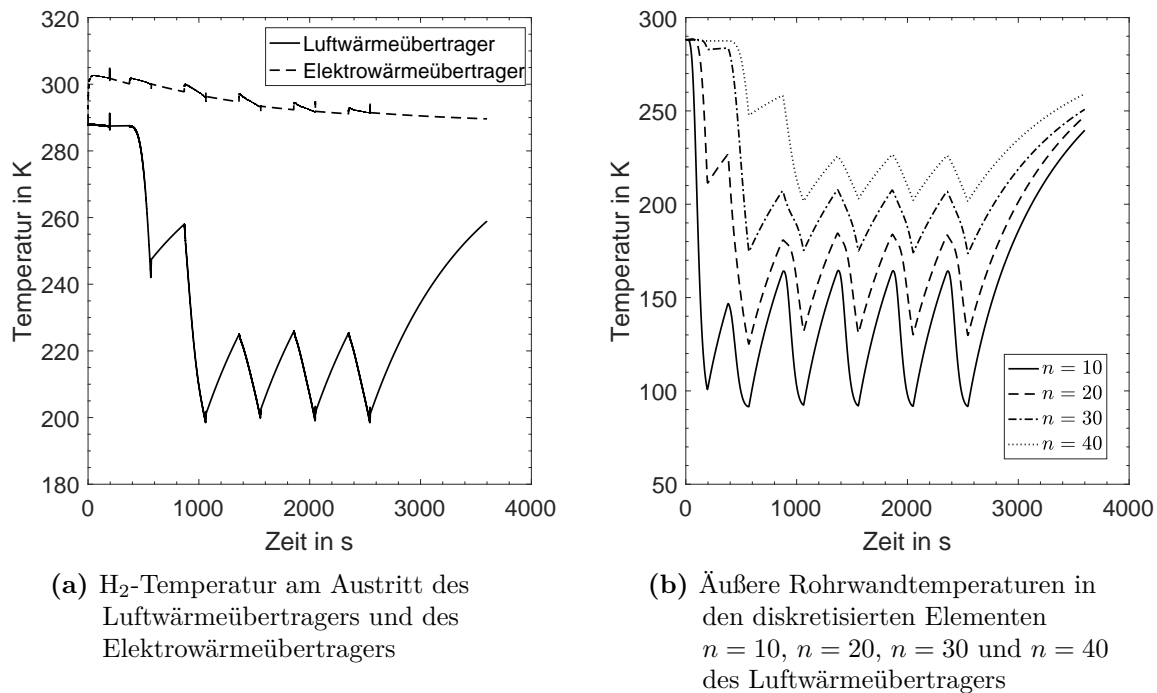 320
300
280
260
240
220
200
180
0
1000
2000
3000
4000
Temperatur in K
Zeit in s
Luftwärmeübertrager
Elektrowärmeübertrager
(a) H₂-Temperatur am Austritt des
Luftwärmeübertragers und des
Elektrowärmeübertragers
300
250
200
150
100
50
0
1000
2000
3000
4000
Temperatur in K
Zeit in s
n = 10
n = 20
n = 30
n = 40
(b) Äußere Rohrwandtemperaturen in
den diskretisierten Elementen
n = 10, n = 20, n = 30 und n = 40
des Luftwärmeübertragers